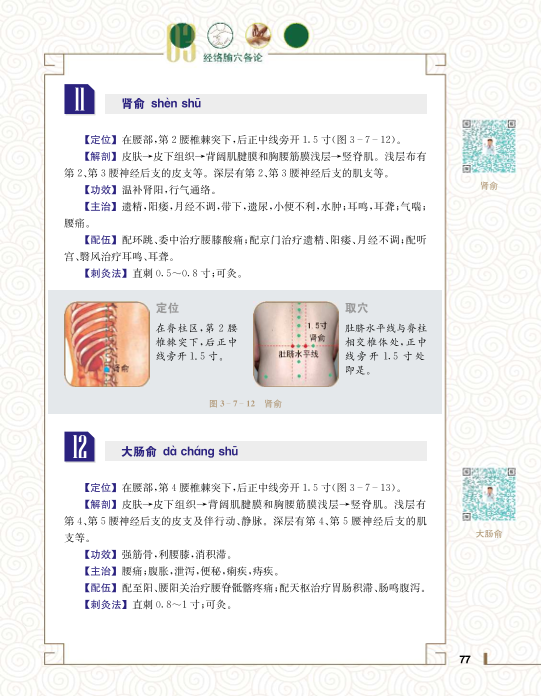 03
经络腧穴各论
11
肾俞 shèn shū
【定位】在腰部,第2腰椎棘突下,后正中线旁开1.5寸(图3-7-12)。
【解剖】皮肤→皮下组织→背阔肌腱膜和胸腰筋膜浅层→竖脊肌。浅层布有
第2、第3腰神经后支的皮支等。深层有第2、第3腰神经后支的肌支等。
【功效】温补肾阳,行气通络。
【主治】遗精,阳痿,月经不调,带下,遗尿,小便不利,水肿;耳鸣,耳聋;气喘;
腰痛。
【配伍】配环跳、委中治疗腰膝酸痛;配京门治疗遗精、阳痿、月经不调;配听
宫、翳风治疗耳鸣、耳聋。
【刺灸法】直刺0.5～0.8寸;可灸。
肾俞
定位
在脊柱区,第2腰
椎棘突下,后正中
线旁开1.5寸。
肾俞
1.5寸
肾俞
肚脐水平线
取穴
肚脐水平线与脊柱
相交椎体处,正中
线旁开1.5寸处
即是。
图3-7-12 肾俞
12
大肠俞 dà cháng shū
【定位】在腰部,第4腰椎棘突下,后正中线旁开1.5寸(图3-7-13)。
【解剖】皮肤→皮下组织→背阔肌腱膜和胸腰筋膜浅层→竖脊肌。浅层有
第4、第5腰神经后支的皮支及伴行动、静脉。深层有第4、第5腰神经后支的肌
支等。
【功效】强筋骨,利腰膝,消积滞。
【主治】腰痛;腹胀,泄泻,便秘,痢疾,痔疾。
【配伍】配至阳、腰阳关治疗腰脊骶髂疼痛;配天枢治疗胃肠积滞、肠鸣腹泻。
【刺灸法】直刺0.8～1寸;可灸。
大肠俞
77